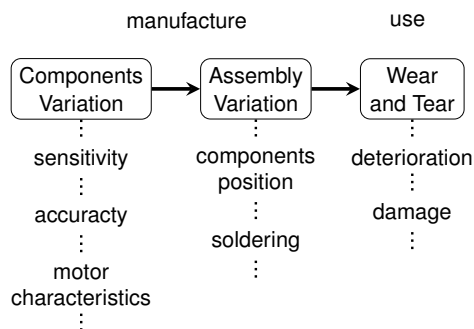 manufacture
use
Components
Variation
Assembly
Variation
Wear
and Tear
sensitivity
accuracty
motor
characteristics
components
position
soldering
deterioration
damage